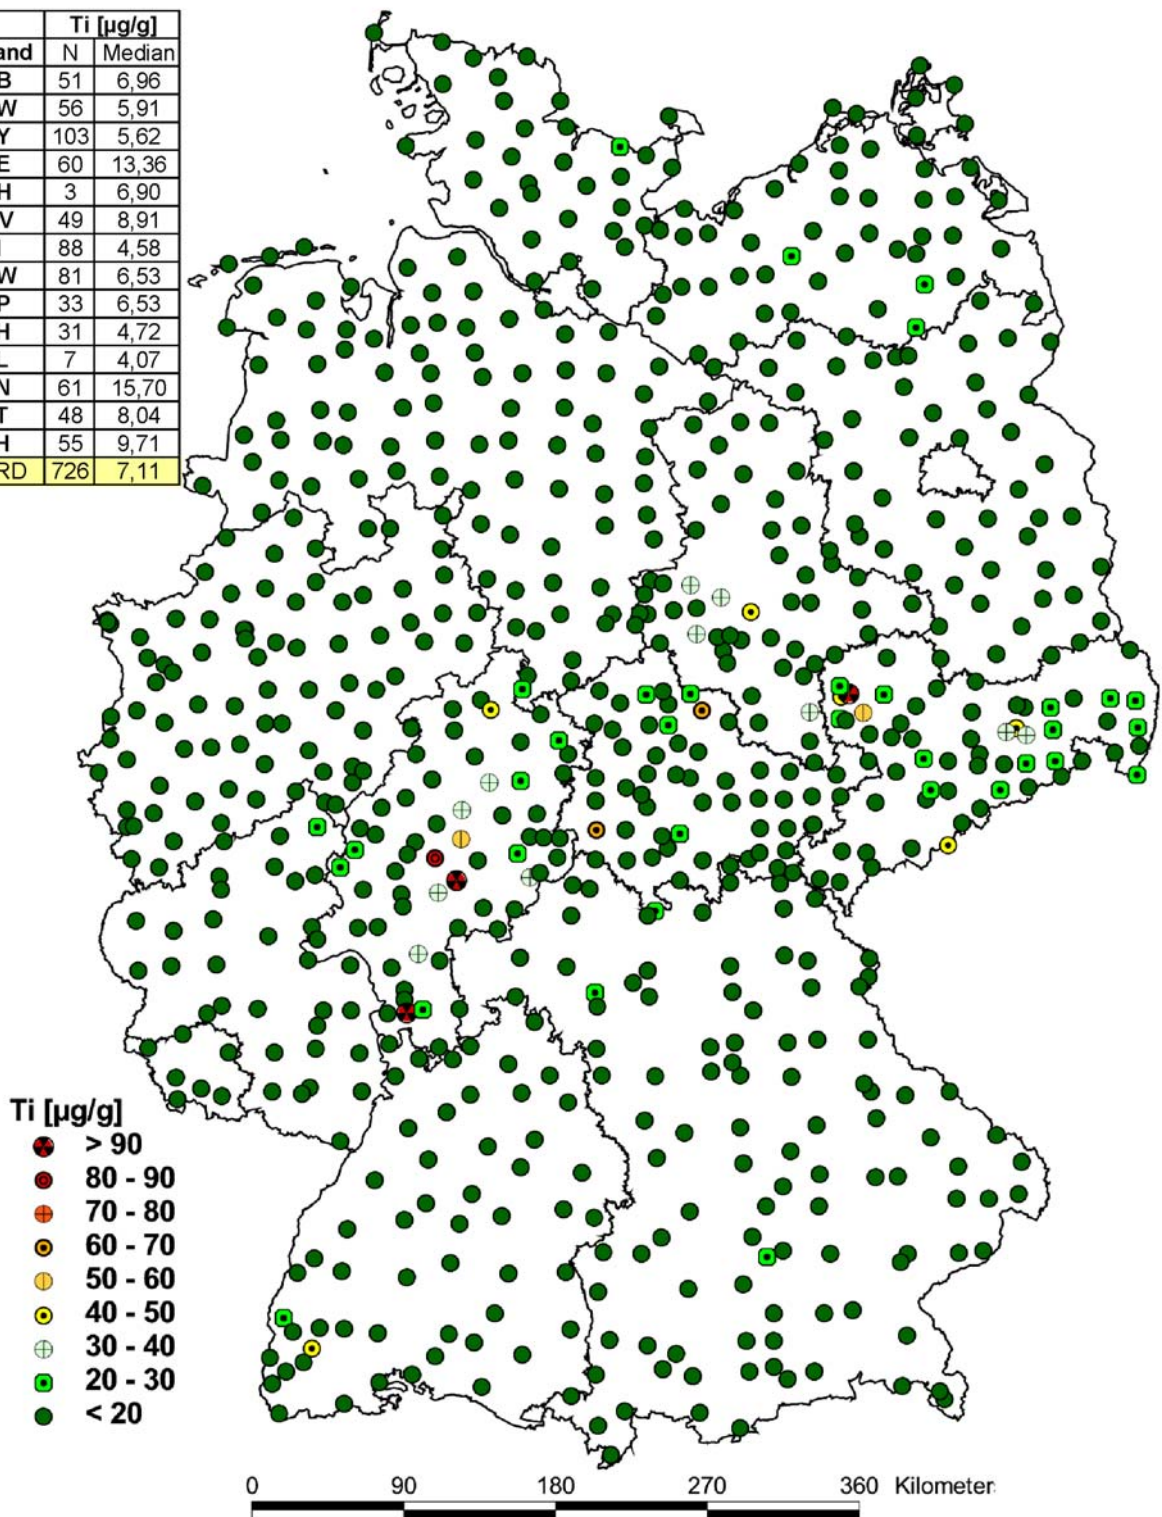 Ti [µg/g]
and N Median
B 51 6,96
W 56 5,91
Y 103 5,62
E 60 13,36
H 3 6,90
V 49 8,91
I 88 4,58
W 81 6,53
P 33 6,53
H 31 4,72
L 7 4,07
N 61 15,70
T 48 8,04
H 55 9,71
RD 726 7,11
Ti [µg/g]
> 90
80 - 90
70 - 80
60 - 70
50 - 60
40 - 50
30 - 40
20 - 30
< 20
0 90 180 270 360 Kilometer